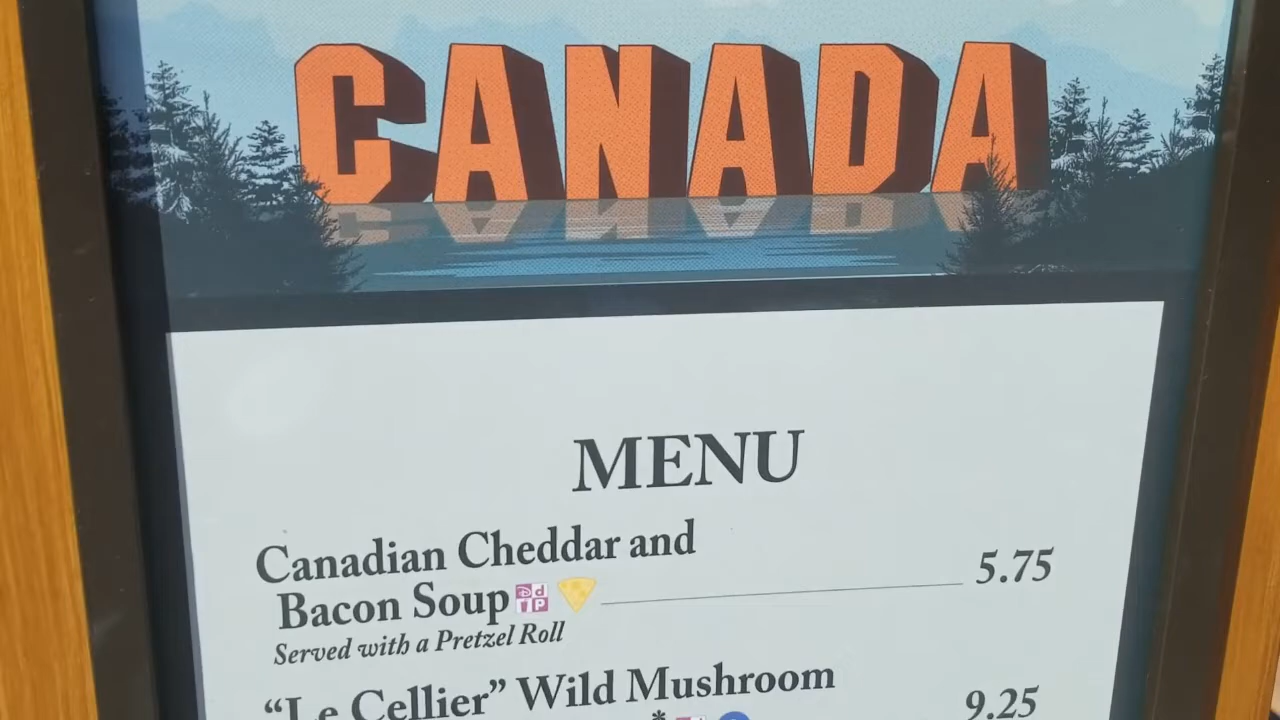 CANADA
MENU
Canadian Cheddar and
Bacon Soup 5.75
Served with a Pretzel Roll
"Le Cellier" Wild Mushroom
* 9.25